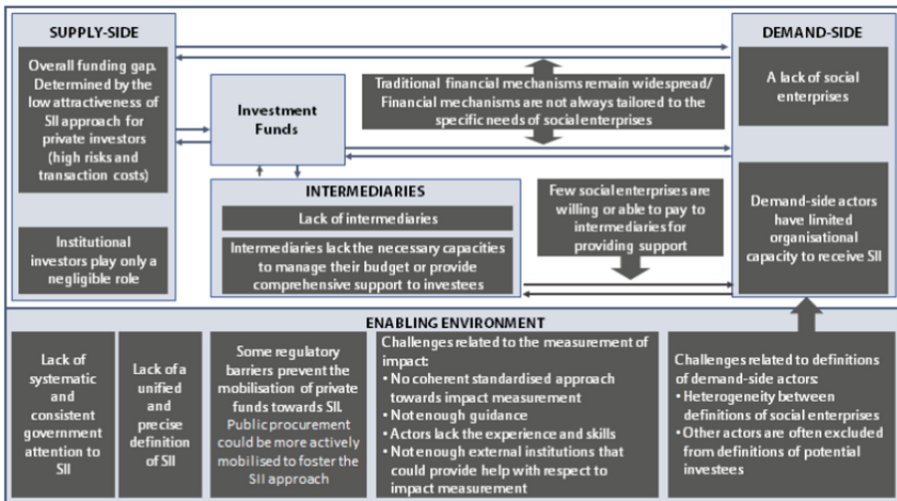 SUPPLY-SIDE
Overall funding gap.
Determined by the
low attractiveness of
SII approach for
private investors
(high risks and
transaction costs)
Institutional
investors play only a
negligible role
Investment
Funds
Traditional financial mechanisms remain widespread/
Financial mechanisms are not always tailored to the
specific needs of social enterprises
INTERMEDIARIES
Lack of intermediaries
Intermediaries lack the necessary capacities
to manage their budget or provide
comprehensive support to investees
Few social enterprises are
willing or able to pay to
intermediaries for
providing support
DEMAND-SIDE
A lack of social
enterprises
Demand-side actors
have limited
organisational
capacity to receive SII
ENABLING ENVIRONMENT
Lack of
systematic
and
consistent
government
attention to
SII
Lack of a
unified
and
precise
definition
of SII
Some regulatory
barriers prevent the
mobilisation of private
funds towards SII.
Public procurement
could be more actively
mobilised to foster the
SII approach
Challenges related to the measurement of
impact:
• No coherent standardised approach
towards impact measurement
• Not enough guidance
• Actors lack the experience and skills
• Not enough external institutions that
could provide help with respect to
impact measurement
Challenges related to definitions
of demand-side actors:
• Heterogeneity between
definitions of social enterprises
• Other actors are often excluded
from definitions of potential
investees